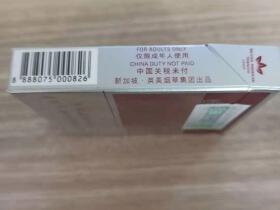 FOR ADULTS ONLY
仅限成年人使用
CHINA DUTY NOT PAID
中国关税未付
新加坡·英美烟草集团出品
8 888075 000826